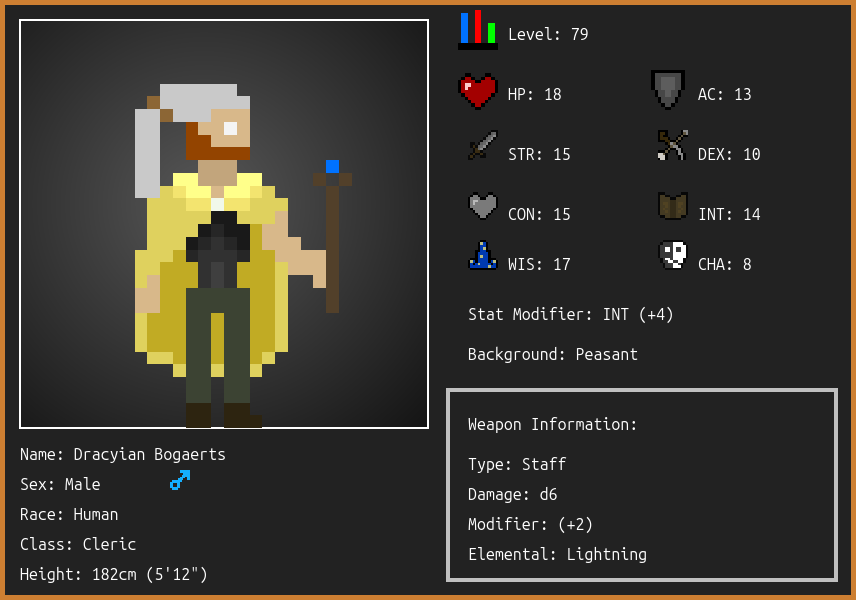 Level: 79
HP: 18
AC: 13
STR: 15
DEX: 10
CON: 15
INT: 14
WIS: 17
CHA: 8
Stat Modifier: INT (+4)
Background: Peasant
Weapon Information:
Type: Staff
Damage: d6
Modifier: (+2)
Elemental: Lightning
Name: Dracyian Bogaerts
Sex: Male
Race: Human
Class: Cleric
Height: 182cm (5'12")